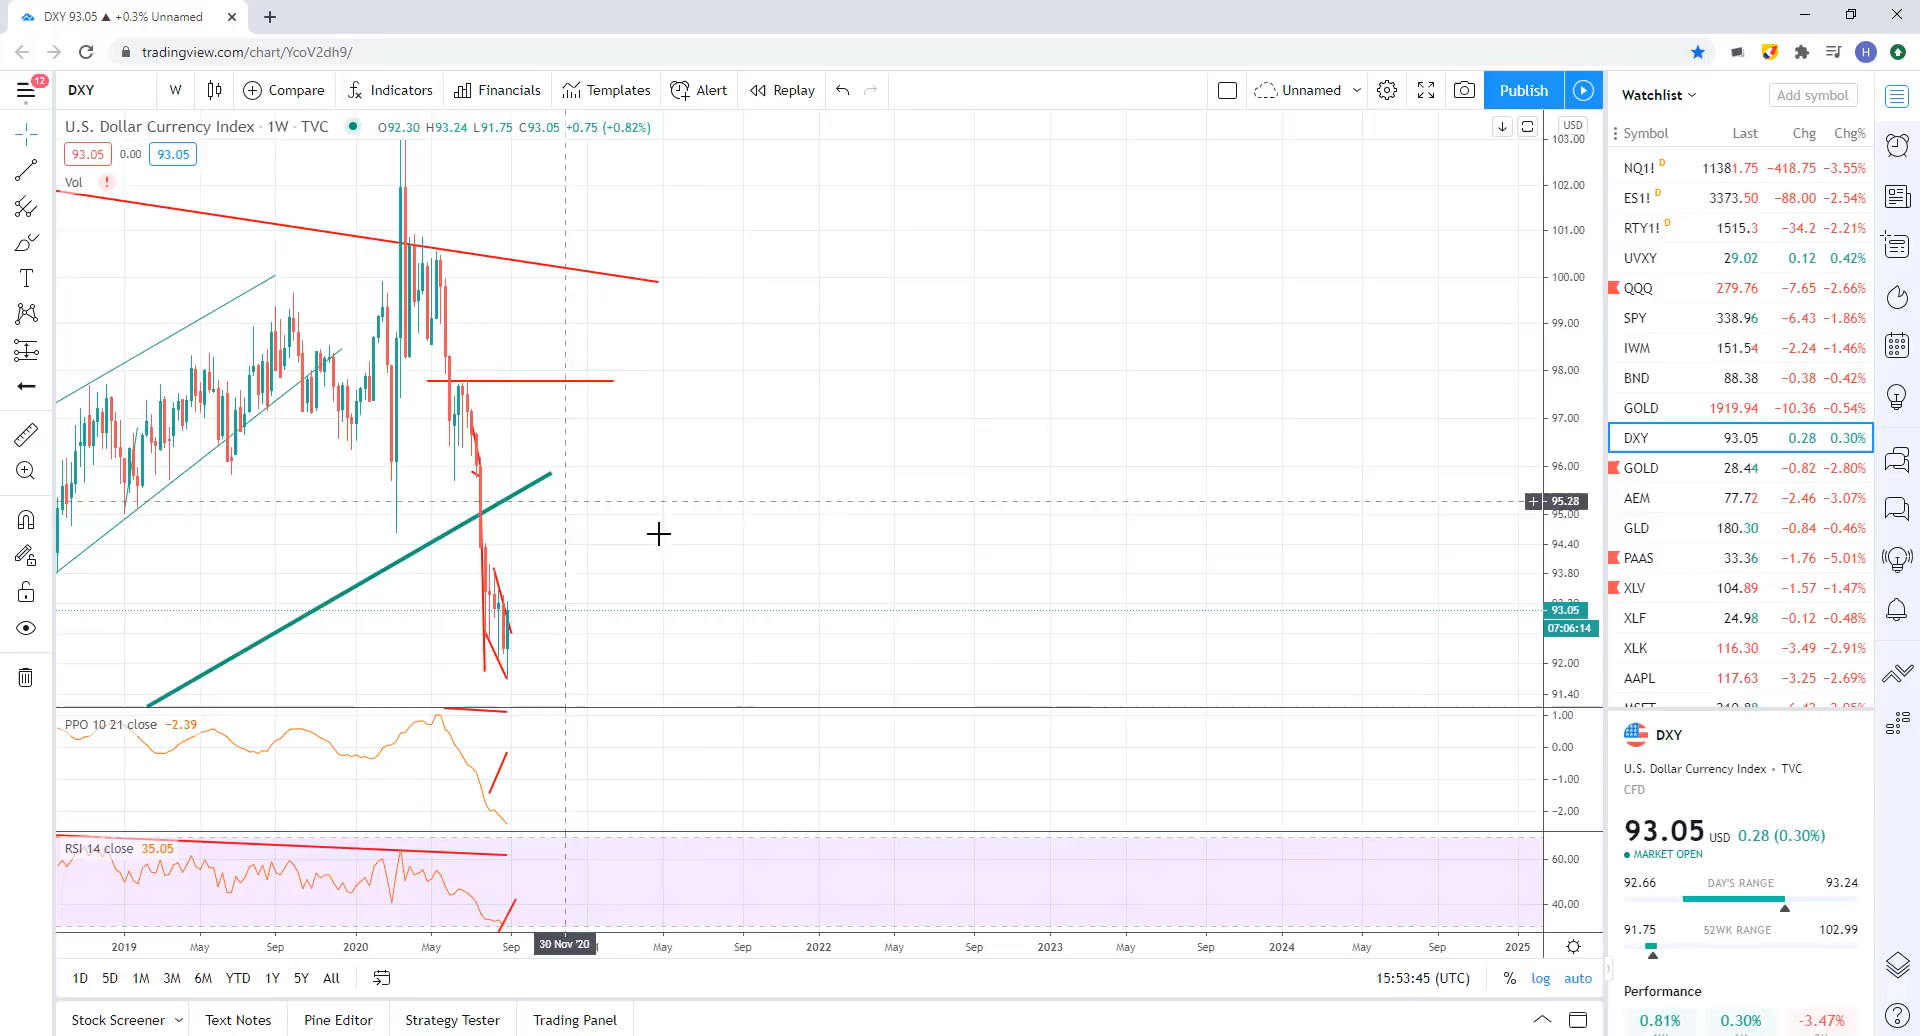 DXY 93.05 ▲ +0.3% Unnamed
tradingview.com/chart/YcoV2dh9/
H
12
DXY W Compare Indicators Financials Templates Alert Replay Unnamed Publish
U.S. Dollar Currency Index · 1W · TVC O92.30 H93.24 L91.75 C93.05 +0.75 (+0.82%)
93.05 0.00 93.05
Vol !
USD
103.00
102.00
101.00
100.00
99.00
98.00
97.00
96.00
95.28
95.00
94.40
93.80
93.05
07:06:14
92.00
91.40
PPO 10 21 close −2.39
1.00
0.00
−1.00
−2.00
RSI 14 close 35.05
60.00
40.00
2019 May Sep 2020 May Sep 30 Nov '20 May Sep 2022 May Sep 2023 May Sep 2024 May Sep 2025
1D 5D 1M 3M 6M YTD 1Y 5Y All 15:53:45 (UTC) % log auto
Stock Screener Text Notes Pine Editor Strategy Tester Trading Panel
Watchlist Add symbol
Symbol Last Chg Chg%
NQ1! D 11381.75 −418.75 −3.55%
ES1! D 3373.50 −88.00 −2.54%
RTY1! D 1515.3 −34.2 −2.21%
UVXY 29.02 0.12 0.42%
QQQ 279.76 −7.65 −2.66%
SPY 338.96 −6.43 −1.86%
IWM 151.54 −2.24 −1.46%
BND 88.38 −0.38 −0.42%
GOLD 1919.94 −10.36 −0.54%
DXY 93.05 0.28 0.30%
GOLD 28.44 −0.82 −2.80%
AEM 77.72 −2.46 −3.07%
GLD 180.30 −0.84 −0.46%
PAAS 33.36 −1.76 −5.01%
XLV 104.89 −1.57 −1.47%
XLF 24.98 −0.12 −0.48%
XLK 116.30 −3.49 −2.91%
AAPL 117.63 −3.25 −2.69%
DXY
U.S. Dollar Currency Index • TVC
CFD
93.05 USD 0.28 (0.30%)
MARKET OPEN
92.66 DAY'S RANGE 93.24
91.75 52WK RANGE 102.99
Performance
0.81% 0.30% −3.47%